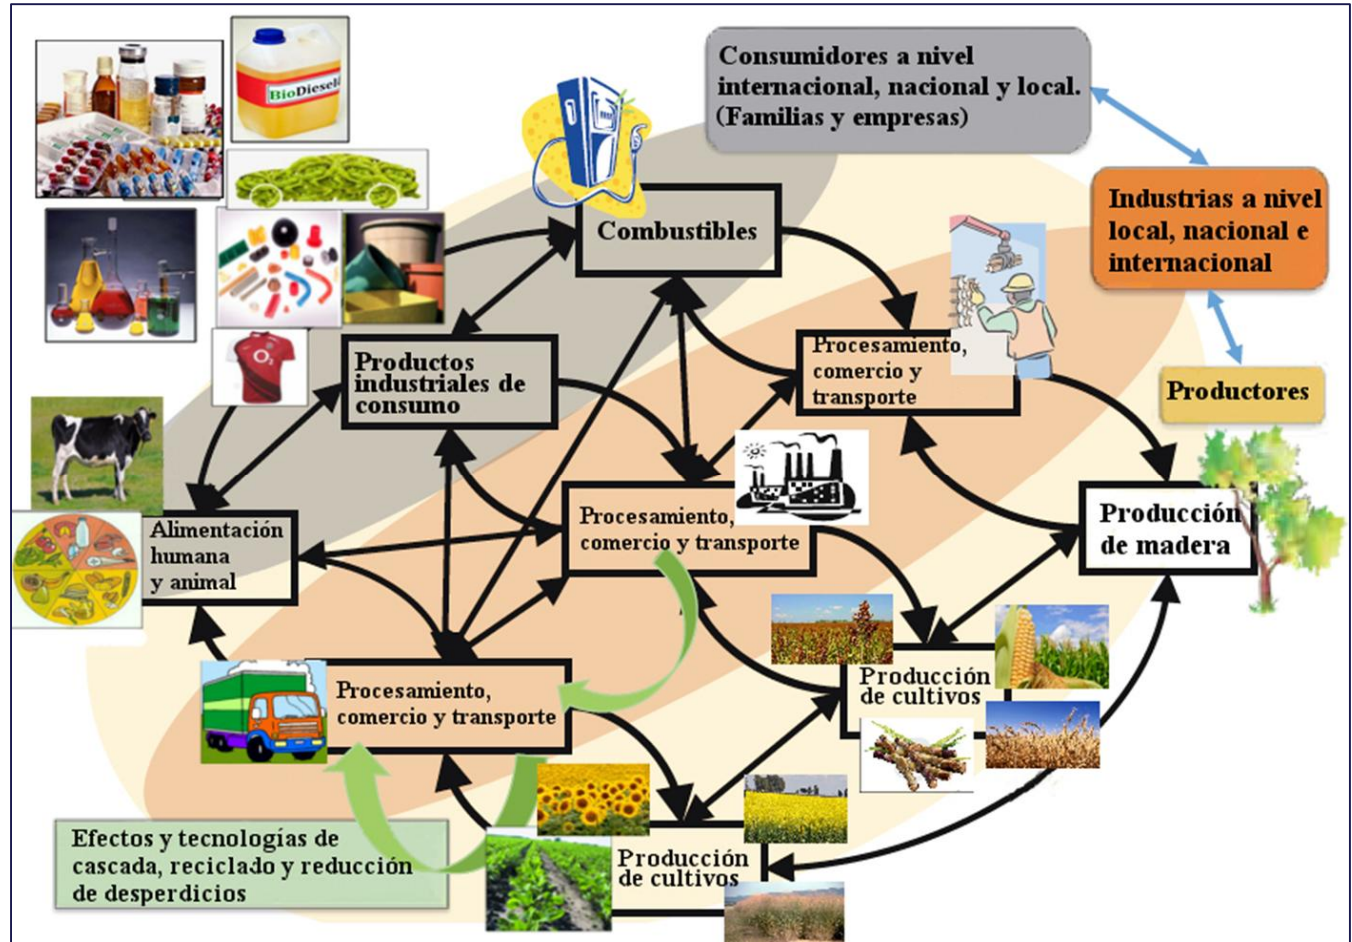 BioDiesel
Consumidores a nivel
internacional, nacional y local.
(Familias y empresas)
Industrias a nivel
local, nacional e
internacional
Productores
Combustibles
Productos
industriales de
consumo
O2
Procesamiento,
comercio y
transporte
Alimentación
humana
y animal
Procesamiento,
comercio y transporte
Producción
de madera
Procesamiento,
comercio y transporte
Producción
de cultivos
Producción
de cultivos
Efectos y tecnologías de
cascada, reciclado y reducción
de desperdicios